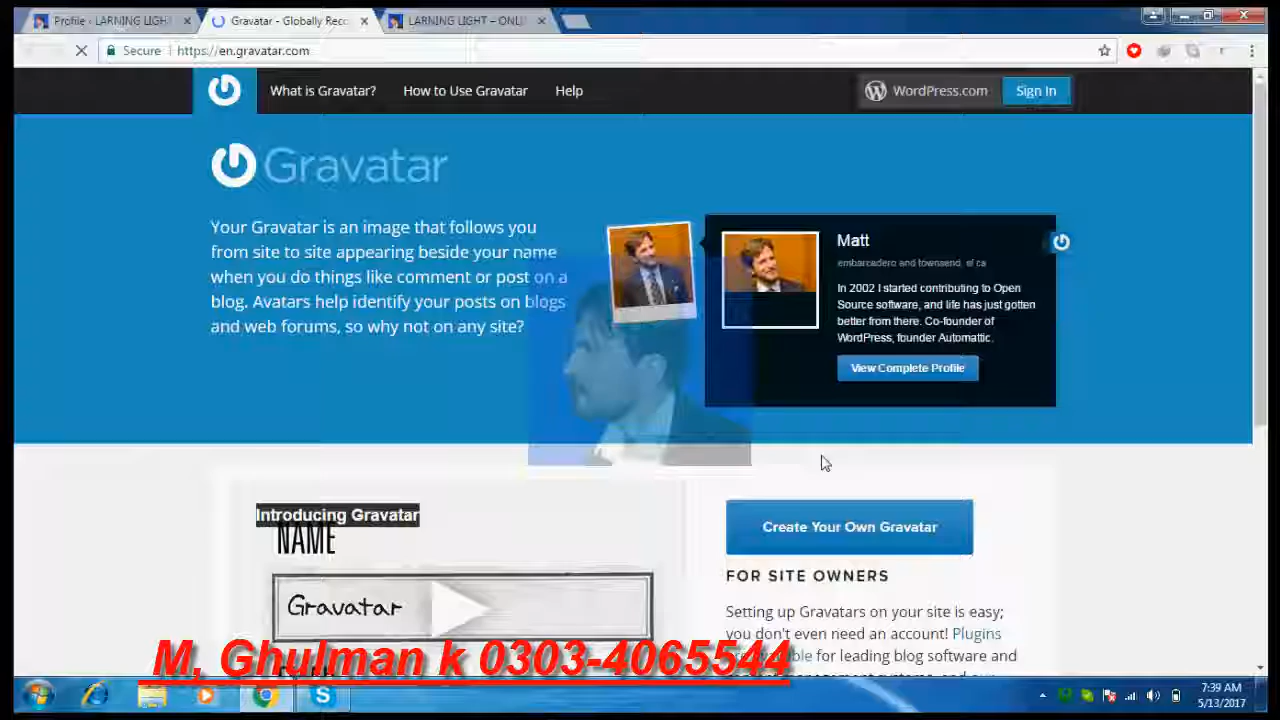 Profile ‹ LARNING LIGH
Gravatar - Globally Reco
LARNING LIGHT – ONLI
Secure
https://en.gravatar.com
What is Gravatar?
How to Use Gravatar
Help
WordPress.com
Sign In
Gravatar
Your Gravatar is an image that follows you
from site to site appearing beside your name
when you do things like comment or post on a
blog. Avatars help identify your posts on blogs
and web forums, so why not on any site?
Matt
embarcadero and townsend, sf ca
In 2002 I started contributing to Open
Source software, and life has just gotten
better from there. Co-founder of
WordPress, founder Automattic.
View Complete Profile
Introducing Gravatar
NAME
Gravatar
Create Your Own Gravatar
FOR SITE OWNERS
Setting up Gravatars on your site is easy;
you don't even need an account! Plugins
for leading blog software and
M, Ghulman k 0303-4065544
7:39 AM
5/13/2017